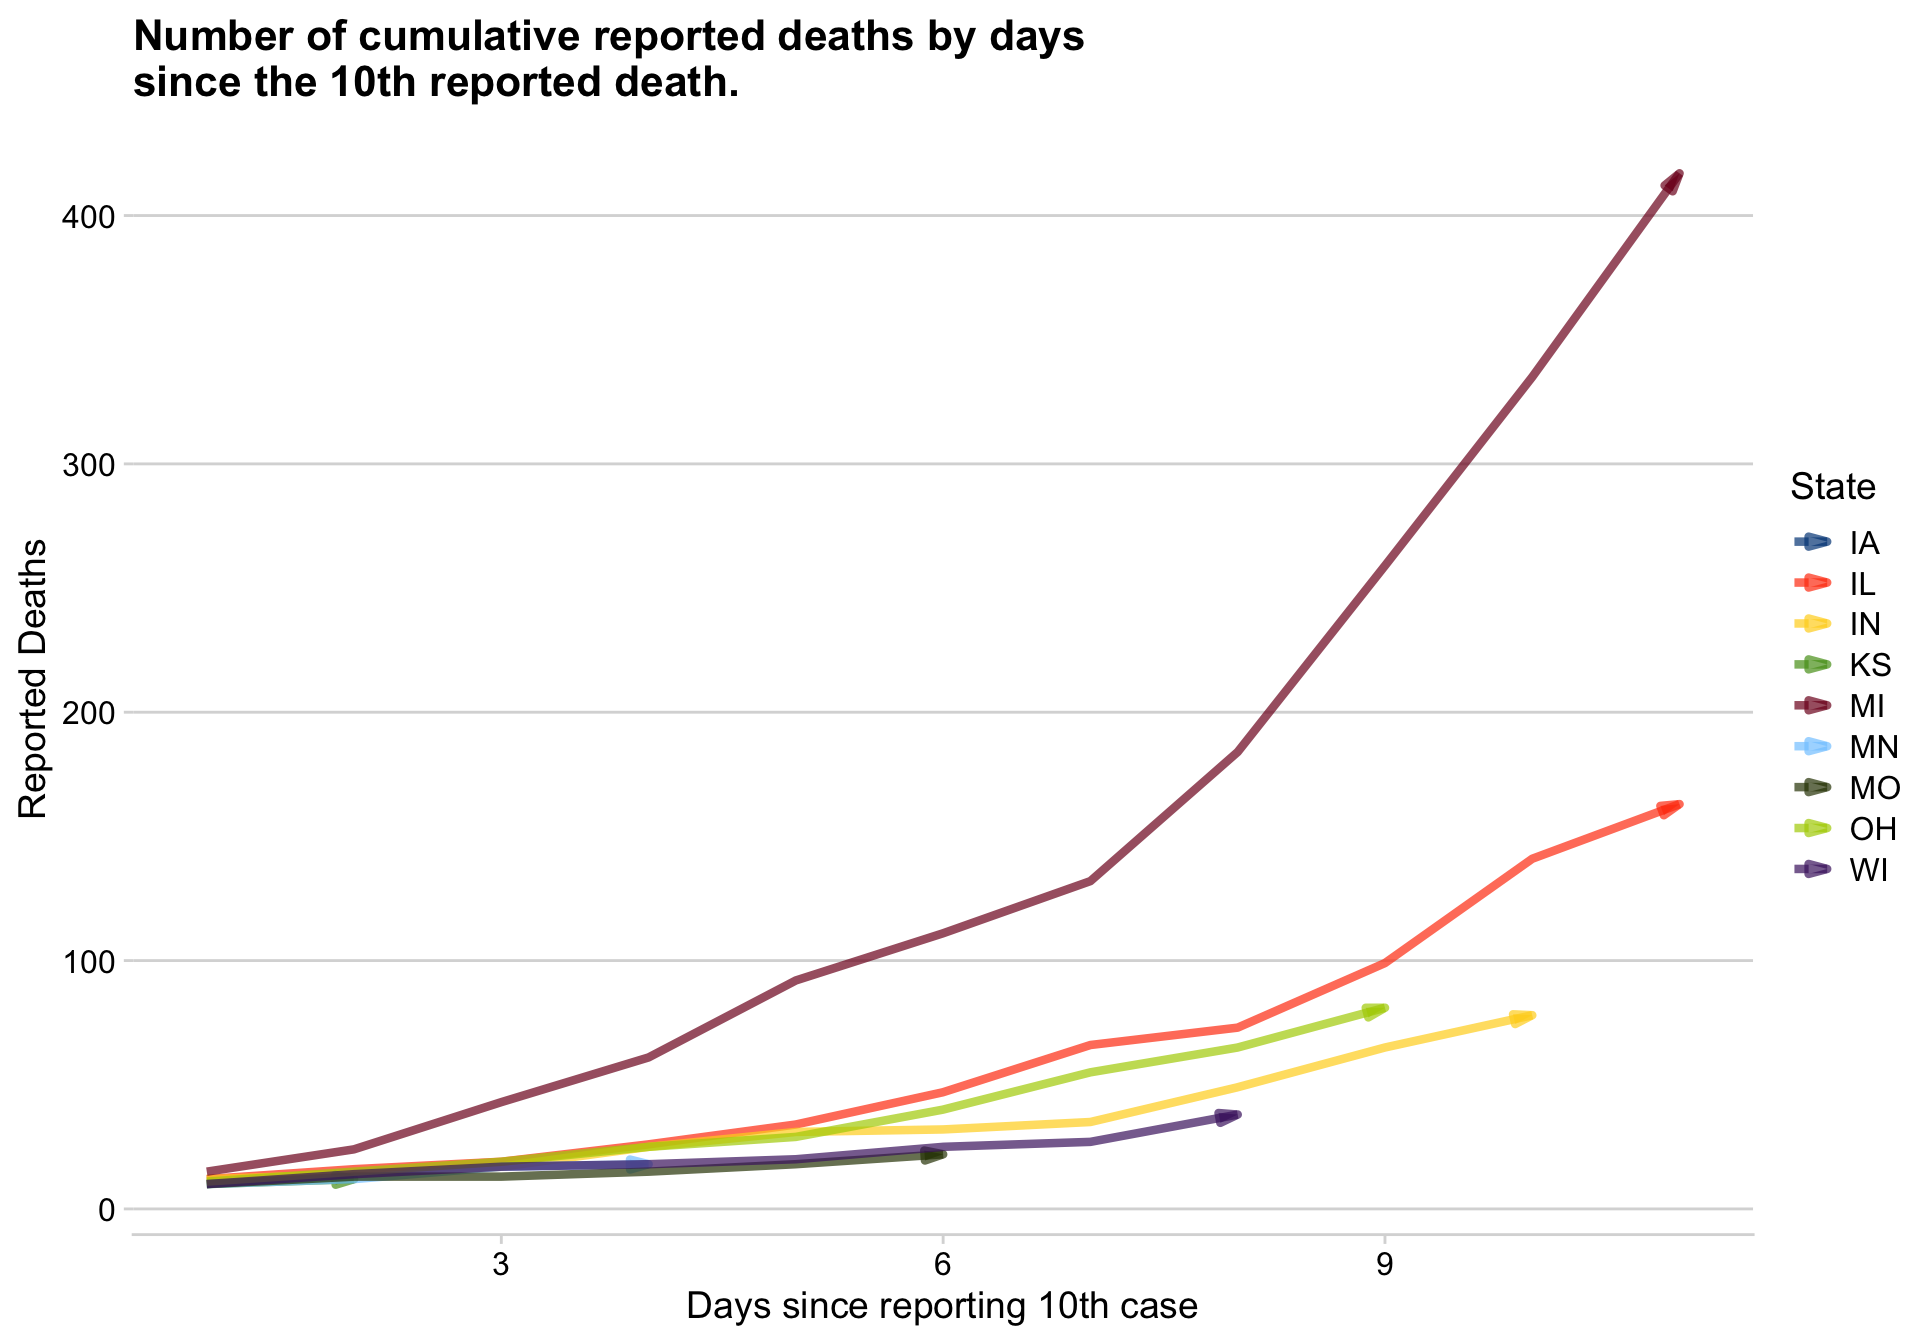 Number of cumulative reported deaths by days
since the 10th reported death.
400
300
200
100
0
Reported Deaths
3
6
9
Days since reporting 10th case
State
IA
IL
IN
KS
MI
MN
MO
OH
WI